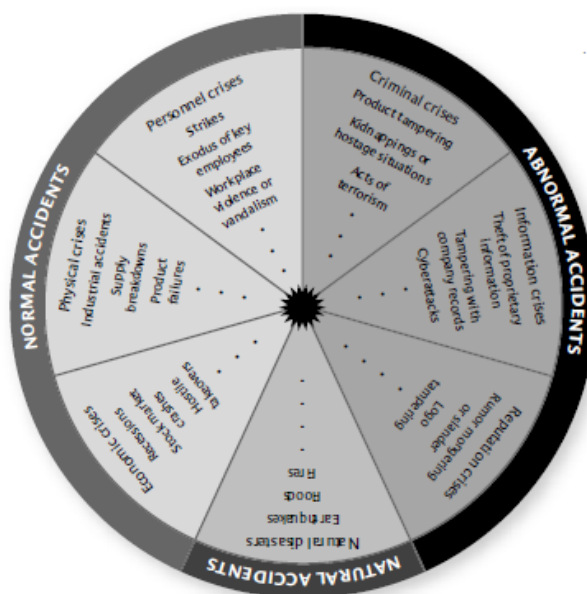 NORMAL ACCIDENTS
Personnel crises
Strikes
Exodus of key
employees
Workplace
violence or
vandalism
Physical crises
Industrial accidents
Supply
breakdowns
Product
failures
Economic crises
Recessions
Stock market
crashes
Hostile
takeovers
ABNORMAL ACCIDENTS
Criminal crises
Product tampering
Kidnappings or
hostage situations
Acts of
terrorism
Information crises
Theft of proprietary
information
Tampering with
company records
Cyberattacks
Reputation crises
Rumor mongering
or slander
Logo
tampering
NATURAL ACCIDENTS
Natural disasters
Earthquakes
Floods
Fires